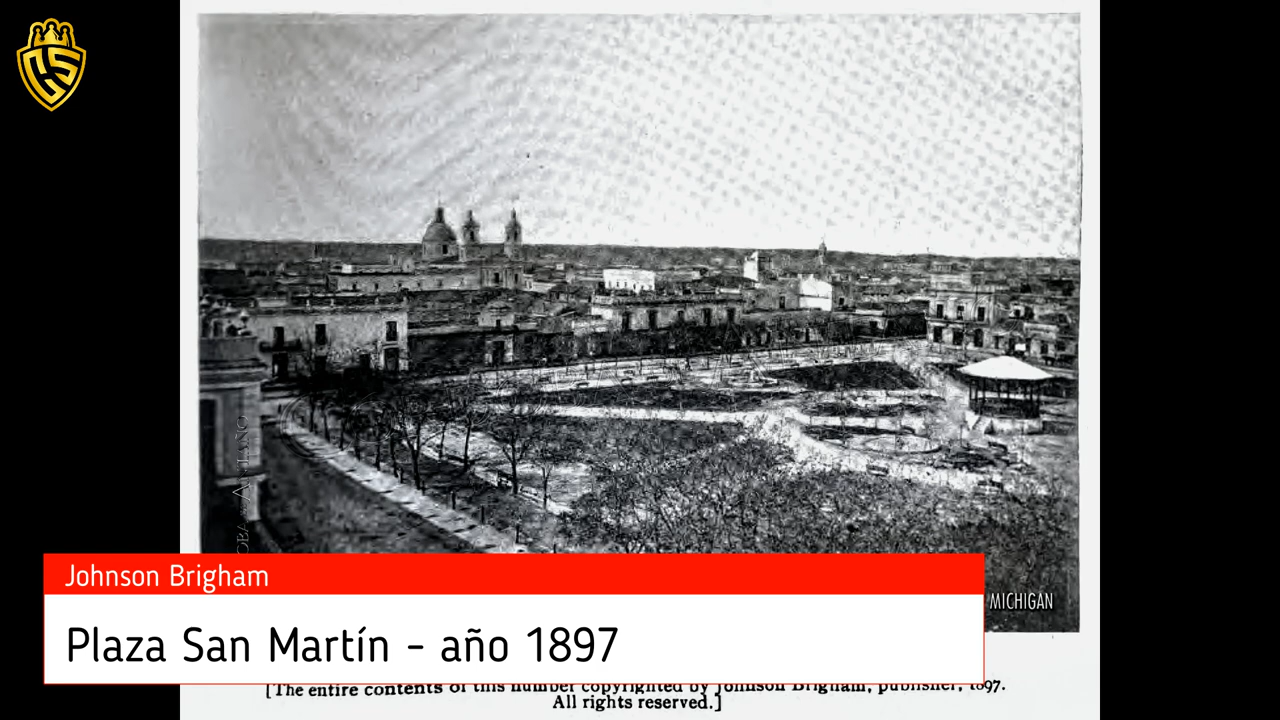 GS
MICHIGAN
Johnson Brigham
Plaza San Martín - año 1897
[The entire contents of this number copyrighted by Johnson Brigham, publisher, 1897.
All rights reserved.]